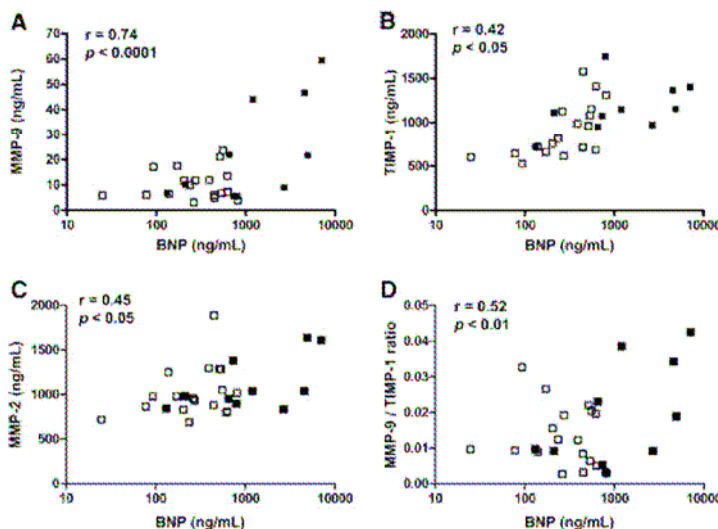 A
r = 0.74
p < 0.0001
MMP-9 (ng/mL)
70
60
50
40
30
20
10
0
10
100
1000
10000
BNP (ng/mL)
B
r = 0.42
p < 0.05
TIMP-1 (ng/mL)
2000
1500
1000
500
0
10
100
1000
10000
BNP (ng/mL)
C
r = 0.45
p < 0.05
MMP-2 (ng/mL)
2000
1500
1000
500
0
10
100
1000
10000
BNP (ng/mL)
D
r = 0.52
p < 0.01
MMP-9 / TIMP-1 ratio
0.05
0.04
0.03
0.02
0.01
0.00
10
100
1000
10000
BNP (ng/mL)